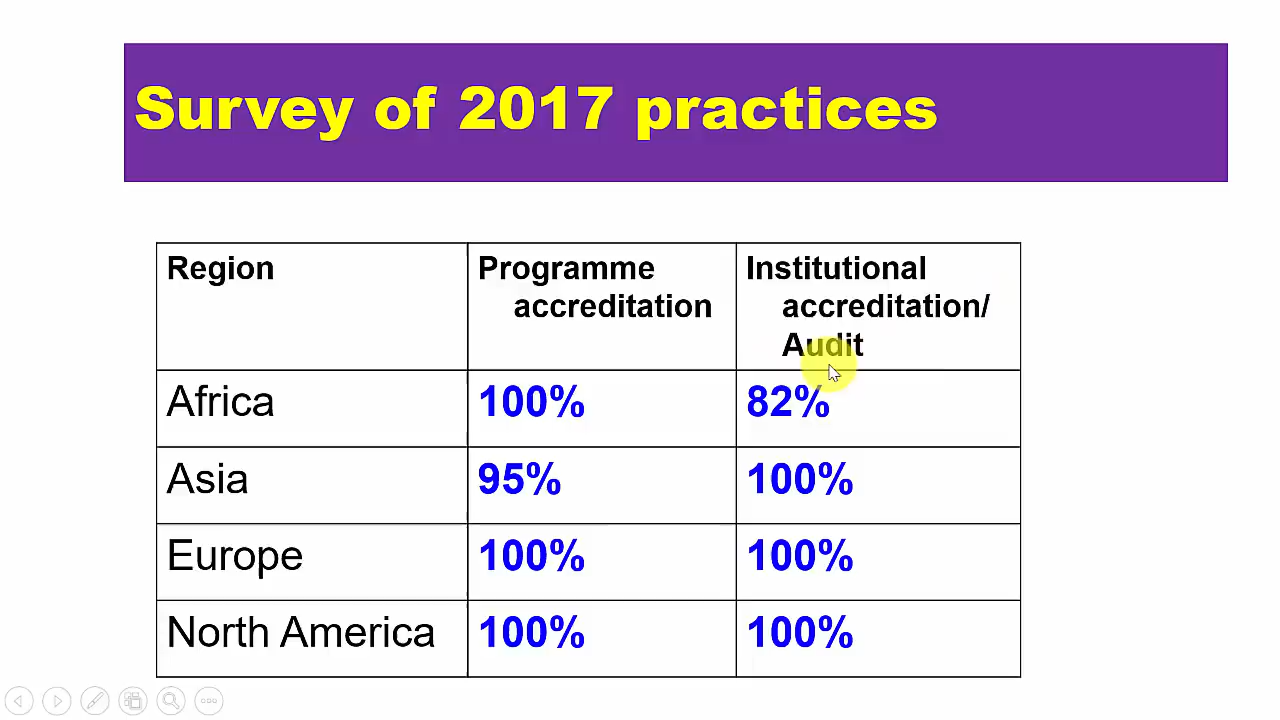 Survey of 2017 practices
Region
Programme
accreditation
Institutional
accreditation/
Audit
Africa 100% 82%
Asia 95% 100%
Europe 100% 100%
North America 100% 100%